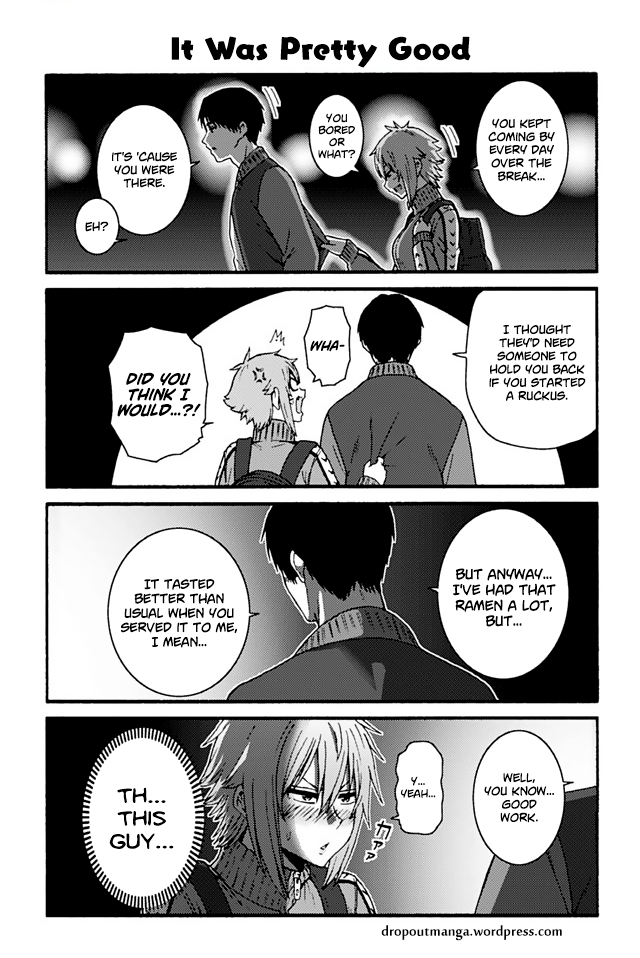 It Was Pretty Good
YOU KEPT
COMING BY
EVERY DAY
OVER THE
BREAK...
YOU
BORED
OR
WHAT?
IT'S 'CAUSE
YOU WERE
THERE.
EH?
I THOUGHT
THEY'D NEED
SOMEONE TO
HOLD YOU BACK
IF YOU STARTED
A RUCKUS.
WHA-
DID YOU
THINK I
WOULD...?!
BUT ANYWAY...
I'VE HAD THAT
RAMEN A LOT,
BUT...
IT TASTED
BETTER THAN
USUAL WHEN YOU
SERVED IT TO ME,
I MEAN...
WELL,
YOU KNOW...
GOOD
WORK.
Y...
YEAH...
カァァ
TH...
THIS
GUY...
dropoutmanga.wordpress.com